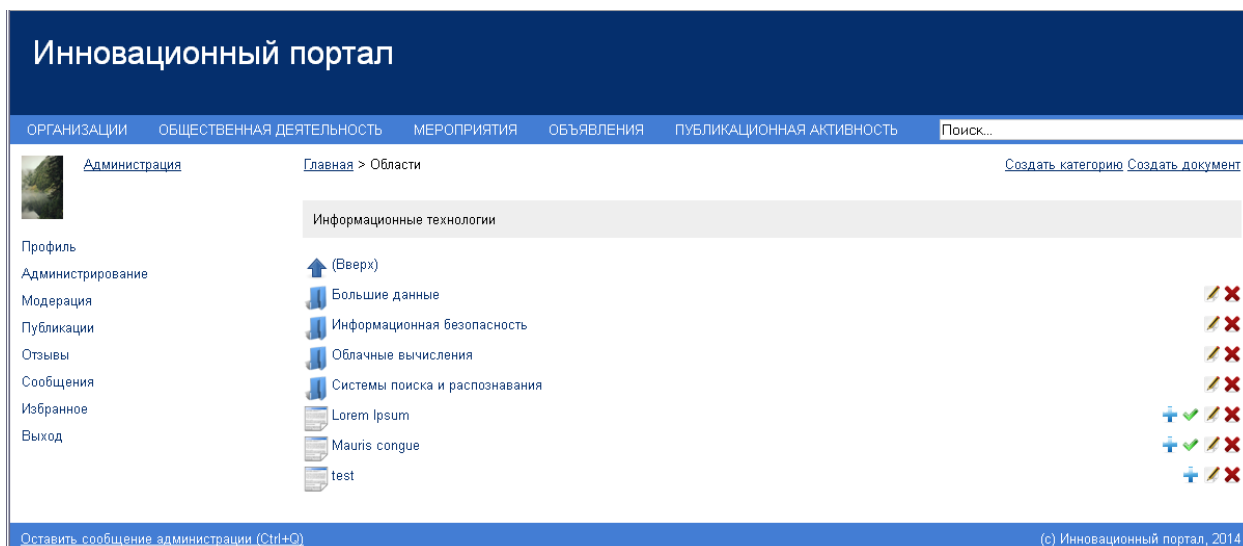 Инновационный портал
ОРГАНИЗАЦИИ ОБЩЕСТВЕННАЯ ДЕЯТЕЛЬНОСТЬ МЕРОПРИЯТИЯ ОБЪЯВЛЕНИЯ ПУБЛИКАЦИОННАЯ АКТИВНОСТЬ Поиск...
Администрация
Главная > Области
Создать категорию Создать документ
Профиль
Администрирование
Модерация
Публикации
Отзывы
Сообщения
Избранное
Выход
Информационные технологии
(Вверх)
Большие данные
Информационная безопасность
Облачные вычисления
Системы поиска и распознавания
Lorem Ipsum
Mauris congue
test
Оставить сообщение администрации (Ctrl+Q)
(c) Инновационный портал, 2014